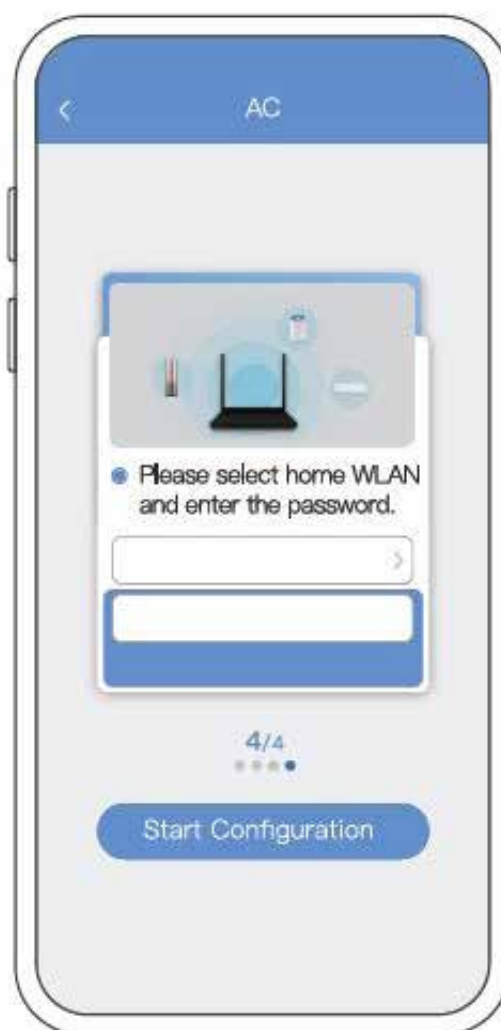 AC
Please select home WLAN
and enter the password.
4/4
Start Configuration